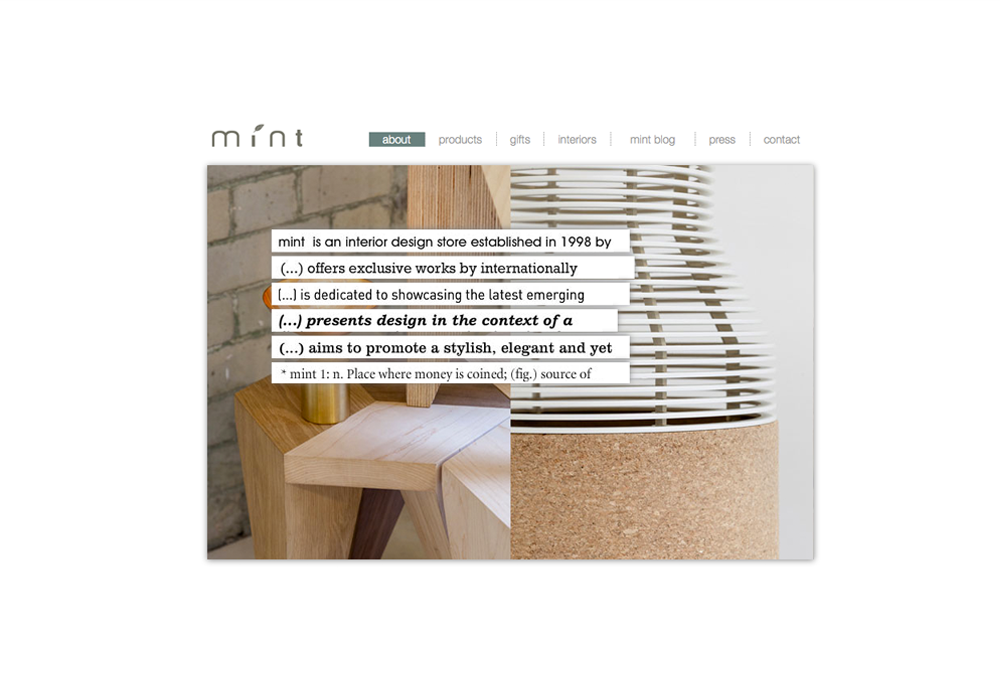 mint
about products gifts interiors mint blog press contact
mint is an interior design store established in 1998 by
(...) offers exclusive works by internationally
(...) is dedicated to showcasing the latest emerging
(...) presents design in the context of a
(...) aims to promote a stylish, elegant and yet
* mint 1: n. Place where money is coined; (fig.) source of